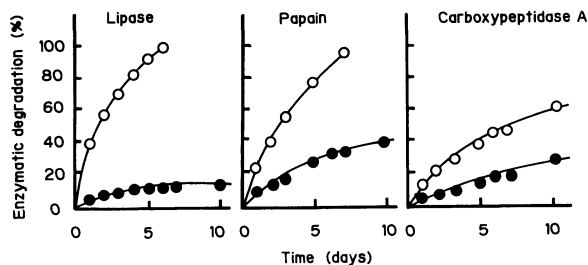 Lipase
Papain
Carboxypeptidase A
Enzymatic degradation (%)
100
80
60
40
20
0
0 5 10
0 5 10
0 5 10
Time (days)